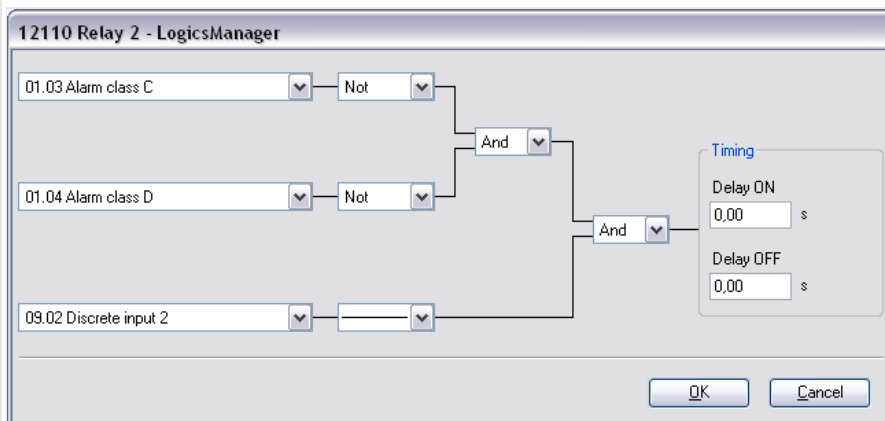 12110 Relay 2 - LogicsManager
01.03 Alarm class C
Not
And
01.04 Alarm class D
Not
And
09.02 Discrete input 2
Timing
Delay ON
0,00 s
Delay OFF
0,00 s
OK Cancel